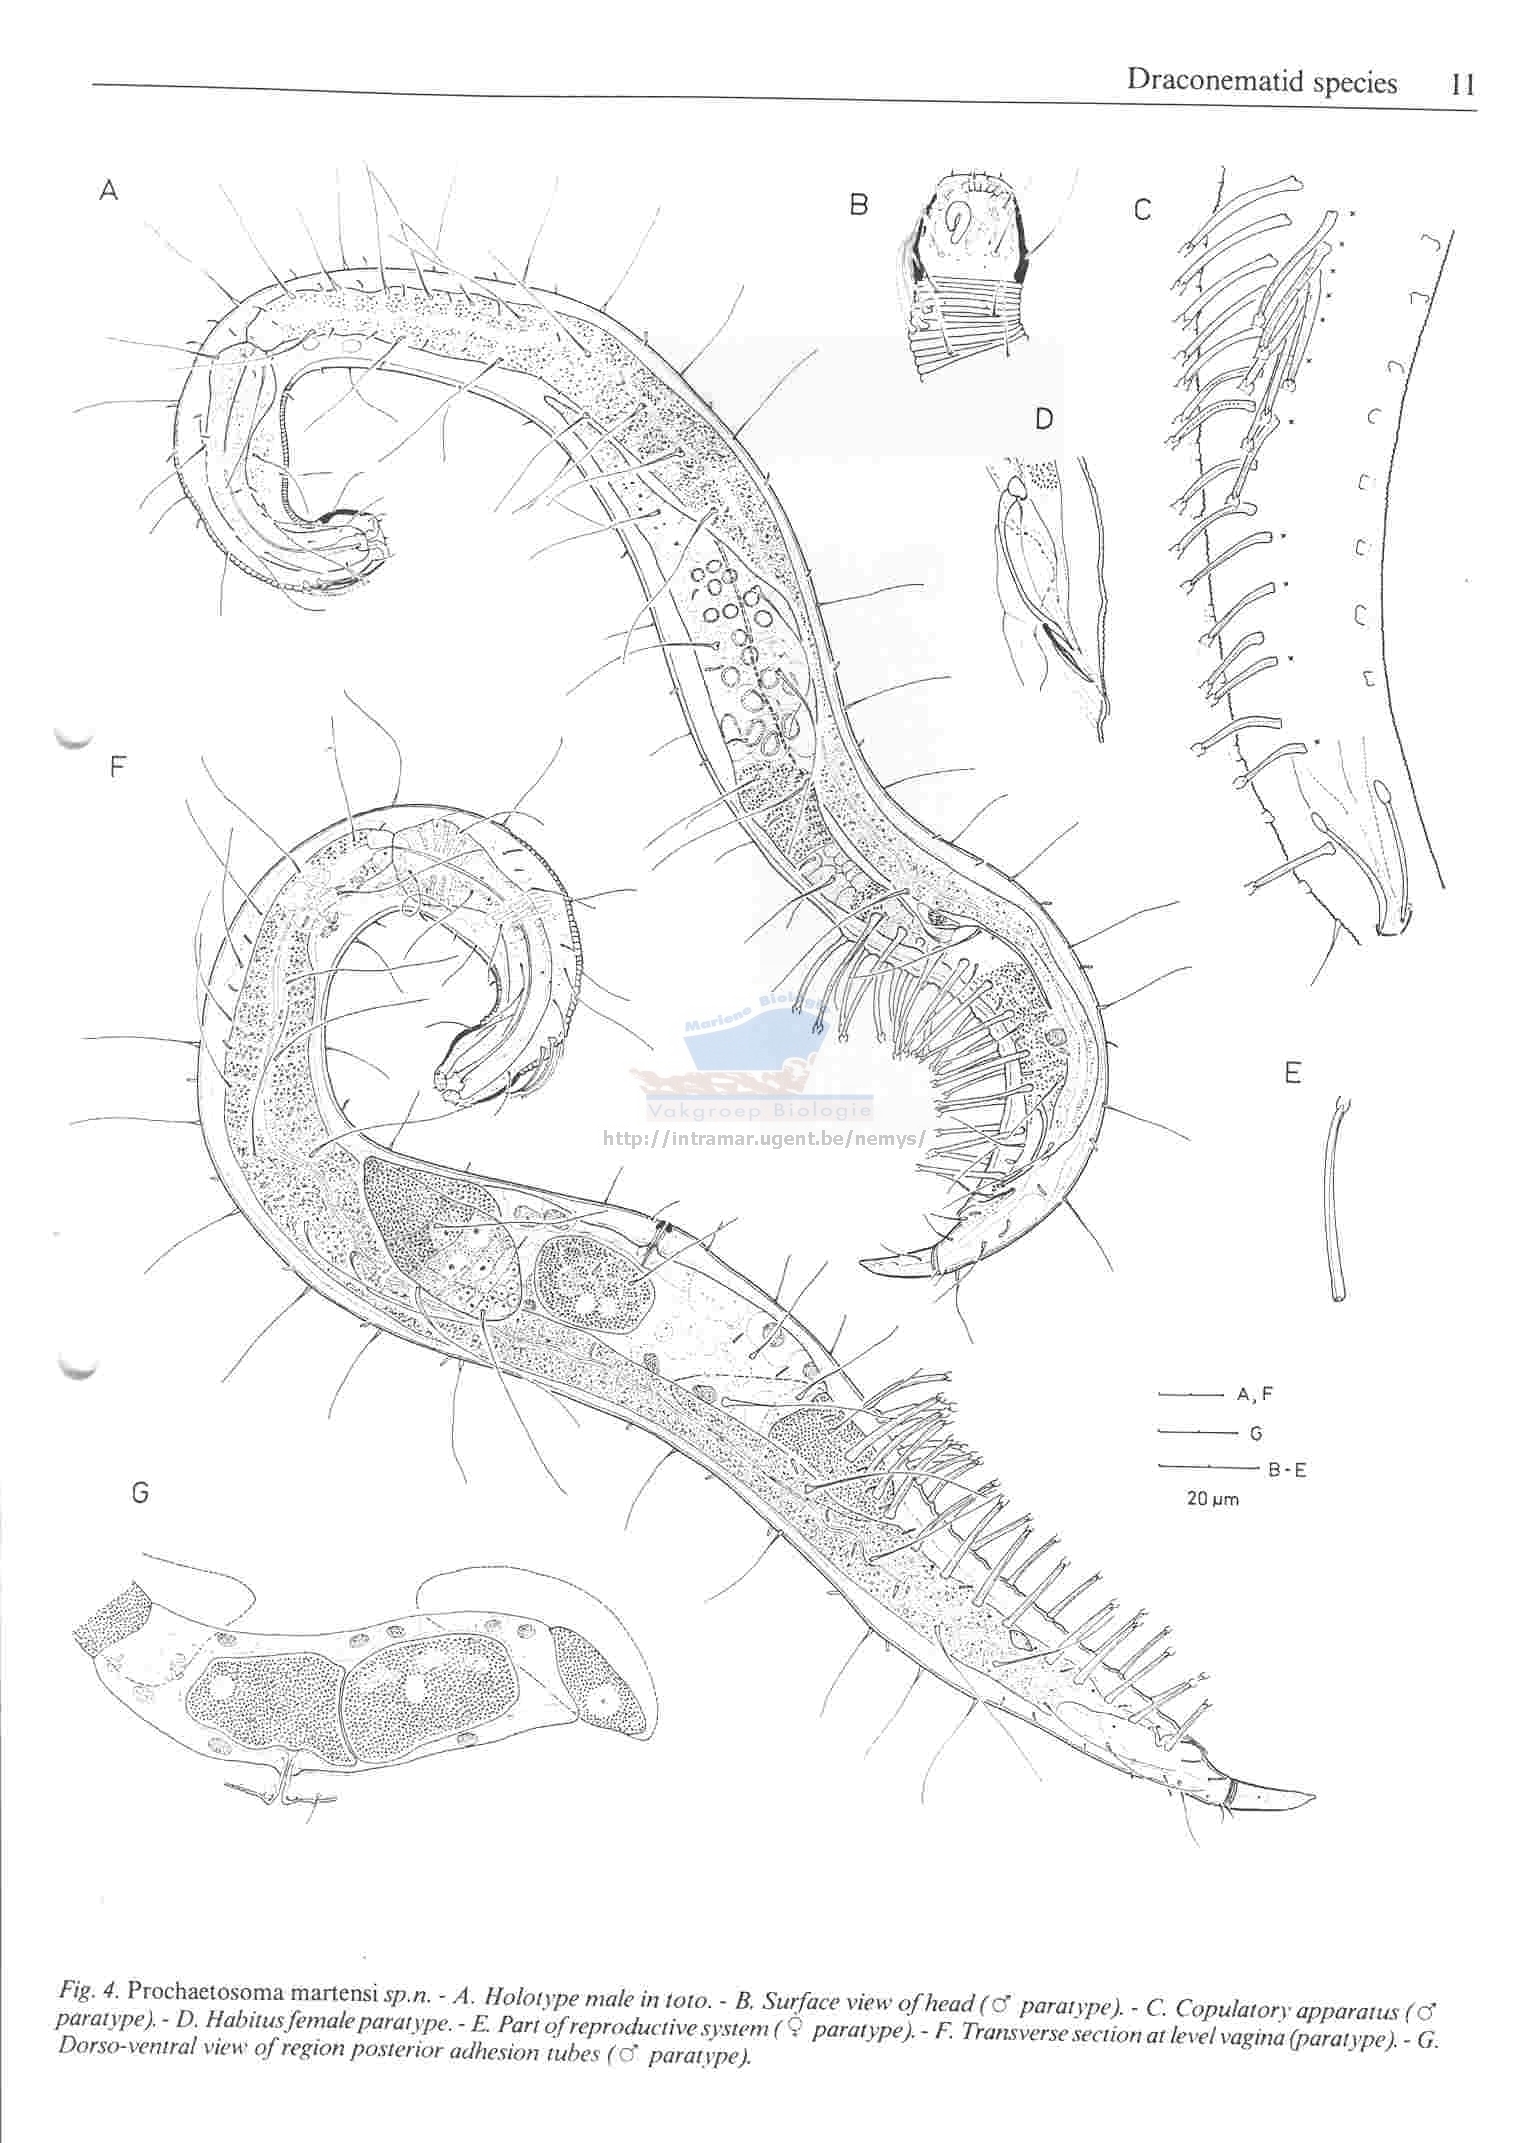 Draconematid species 11
A
B
C
D
F
Mariene Biologie
E
Vakgroep Biologie
http://intramar.ugent.be/nemys/
A, F
G
B-E
20 µm
G
Fig. 4. Prochaetosoma martensi sp.n. - A. Holotype male in toto. - B. Surface view of head (♂ paratype). - C. Copulatory apparatus (♂
paratype). - D. Habitus female paratype. - E. Part of reproductive system (♀ paratype). - F. Transverse section at level vagina (paratype). - G.
Dorso-ventral view of region posterior adhesion tubes (♂ paratype).